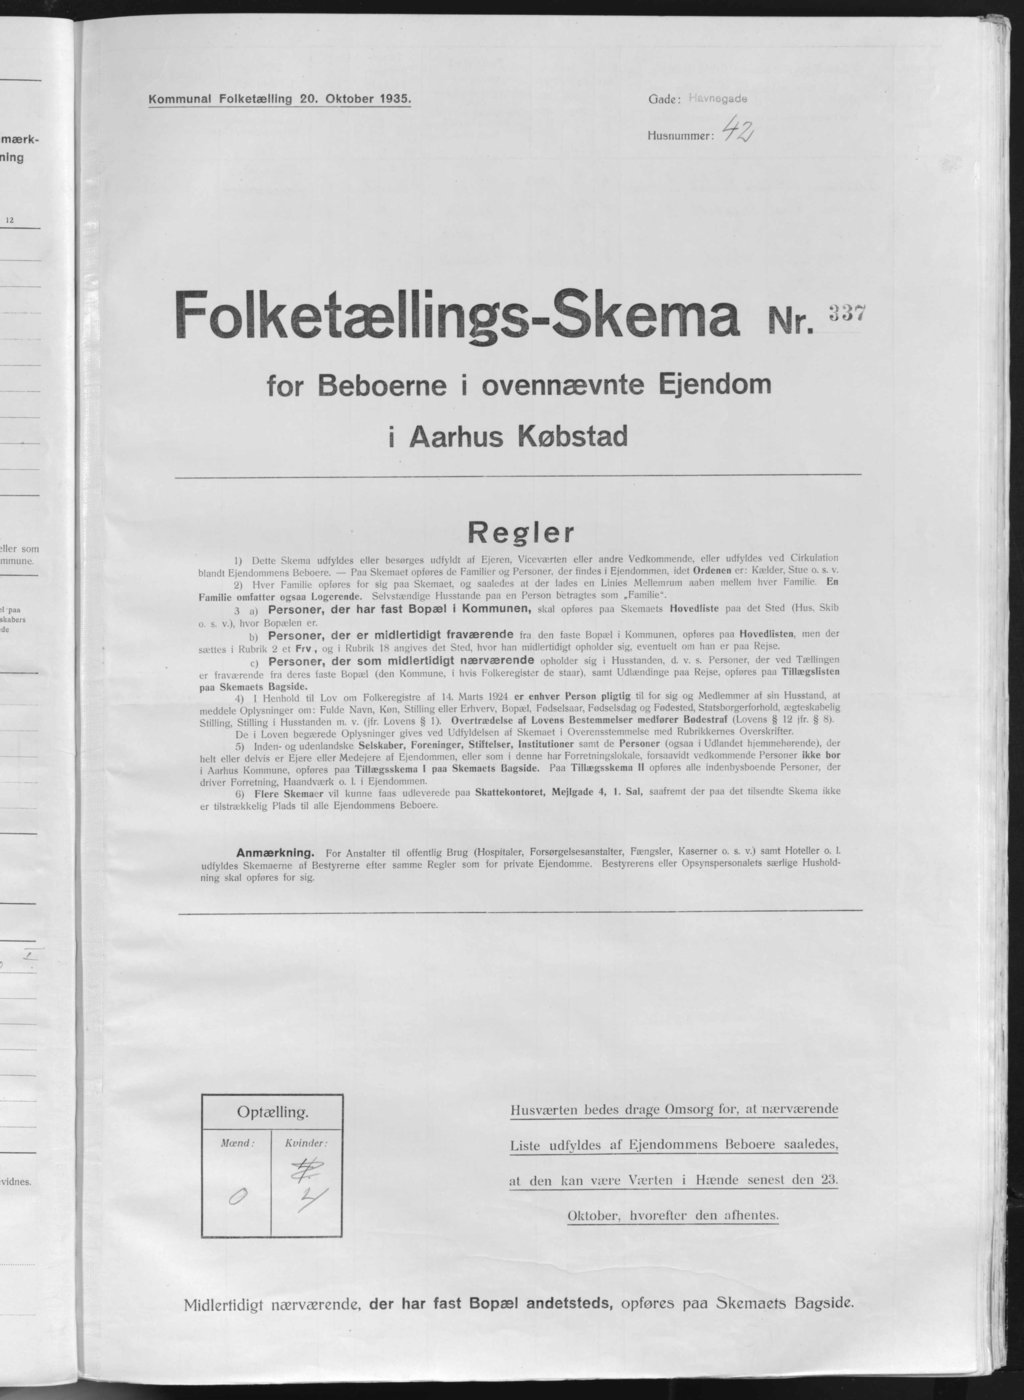 Kommunal Folketælling 20. Oktober 1935.
Gade: Havnegade
Husnummer: 42
Folketællings-Skema Nr. 337
for Beboerne i ovennævnte Ejendom
i Aarhus Købstad
Regler
1) Dette Skema udfyldes eller besørges udfyldt af Ejeren, Viceværten eller andre Vedkommende, eller udfyldes ved Cirkulation
blandt Ejendommens Beboere. — Paa Skemaet opføres de Familier og Personer, der findes i Ejendommen, idet Ordenen er: Kælder, Stue o. s. v.
2) Hver Familie opføres for sig paa Skemaet, og saaledes at der lades en Linies Mellemrum aaben mellem hver Familie. En
Familie omfatter ogsaa Logerende. Selvstændige Husstande paa en Person betragtes som „Familie“.
3 a) Personer, der har fast Bopæl i Kommunen, skal opføres paa Skemaets Hovedliste paa det Sted (Hus, Skib
o. s. v.), hvor Bopælen er.
b) Personer, der er midlertidigt fraværende fra den faste Bopæl i Kommunen, opføres paa Hovedlisten, men der
sættes i Rubrik 2 et Frv, og i Rubrik 18 angives det Sted, hvor han midlertidigt opholder sig, eventuelt om han er paa Rejse.
c) Personer, der som midlertidigt nærværende opholder sig i Husstanden, d. v. s. Personer, der ved Tællingen
er fraværende fra deres faste Bopæl (den Kommune, i hvis Folkeregister de staar), samt Udlændinge paa Rejse, opføres paa Tillægslisten
paa Skemaets Bagside.
4) I Henhold til Lov om Folkeregistre af 14. Marts 1924 er enhver Person pligtig til for sig og Medlemmer af sin Husstand, at
meddele Oplysninger om: Fulde Navn, Køn, Stilling eller Erhverv, Bopæl, Fødselsaar, Fødselsdag og Fødested, Statsborgerforhold, ægteskabelig
Stilling, Stilling i Husstanden m. v. (jfr. Lovens § 1). Overtrædelse af Lovens Bestemmelser medfører Bødestraf (Lovens § 12 jfr. § 8).
De i Loven begærede Oplysninger gives ved Udfyldelsen af Skemaet i Overensstemmelse med Rubrikkernes Overskrifter.
5) Inden- og udenlandske Selskaber, Foreninger, Stiftelser, Institutioner samt de Personer (ogsaa i Udlandet hjemmehørende), der
helt eller delvis er Ejere eller Medejere af Ejendommen, eller som i denne har Forretningslokale, forsaavidt vedkommende Personer ikke bor
i Aarhus Kommune, opføres paa Tillægsskema I paa Skemaets Bagside. Paa Tillægsskema II opføres alle indenbysboende Personer, der
driver Forretning, Haandværk o. l. i Ejendommen.
6) Flere Skemaer vil kunne faas udleverede paa Skattekontoret, Mejlgade 4, 1. Sal, saafremt der paa det tilsendte Skema ikke
er tilstrækkelig Plads til alle Ejendommens Beboere.
Anmærkning. For Anstalter til offentlig Brug (Hospitaler, Forsørgelsesanstalter, Fængsler, Kaserner o. s. v.) samt Hoteller o. l.
udfyldes Skemaerne af Bestyrerne efter samme Regler som for private Ejendomme. Bestyrerens eller Opsynspersonalets særlige Hushold-
ning skal opføres for sig.
Optælling.
Mænd: Kvinder:
0 4
Husværten bedes drage Omsorg for, at nærværende
Liste udfyldes af Ejendommens Beboere saaledes,
at den kan være Værten i Hænde senest den 23.
Oktober, hvorefter den afhentes.
Midlertidigt nærværende, der har fast Bopæl andetsteds, opføres paa Skemaets Bagside.
mærk-
ning
12
eller som
mmune.
el paa
skabers
de
vidnes.